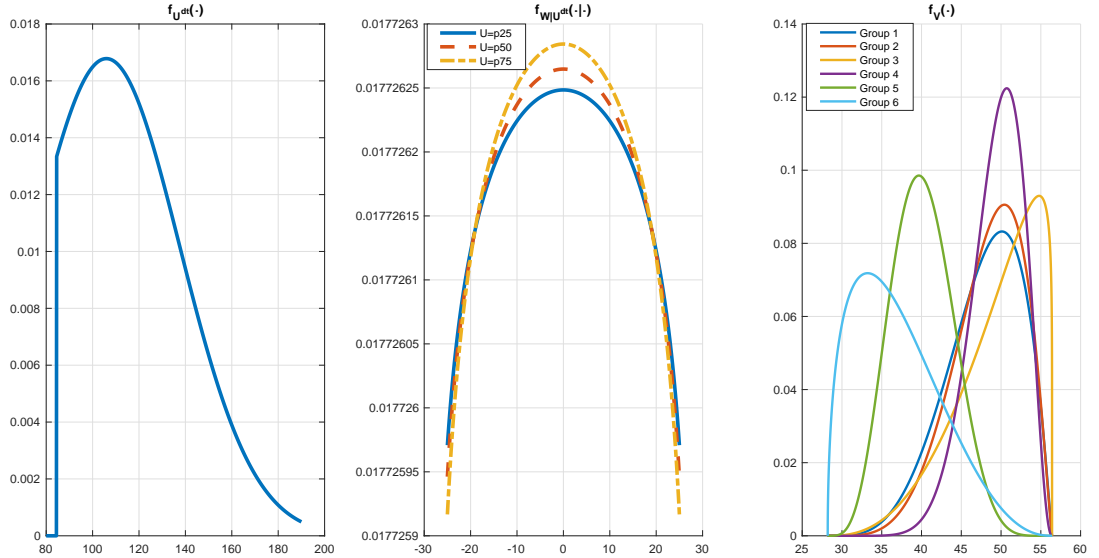 f_U^dt(·)
0.018
0.016
0.014
0.012
0.01
0.008
0.006
0.004
0.002
0
80 100 120 140 160 180 200
f_W|U^dt(·|·)
U=p25
U=p50
U=p75
0.0177263
0.01772625
0.0177262
0.01772615
0.0177261
0.01772605
0.017726
0.01772595
0.0177259
-30 -20 -10 0 10 20 30
f_V(·)
Group 1
Group 2
Group 3
Group 4
Group 5
Group 6
0.14
0.12
0.1
0.08
0.06
0.04
0.02
0
25 30 35 40 45 50 55 60